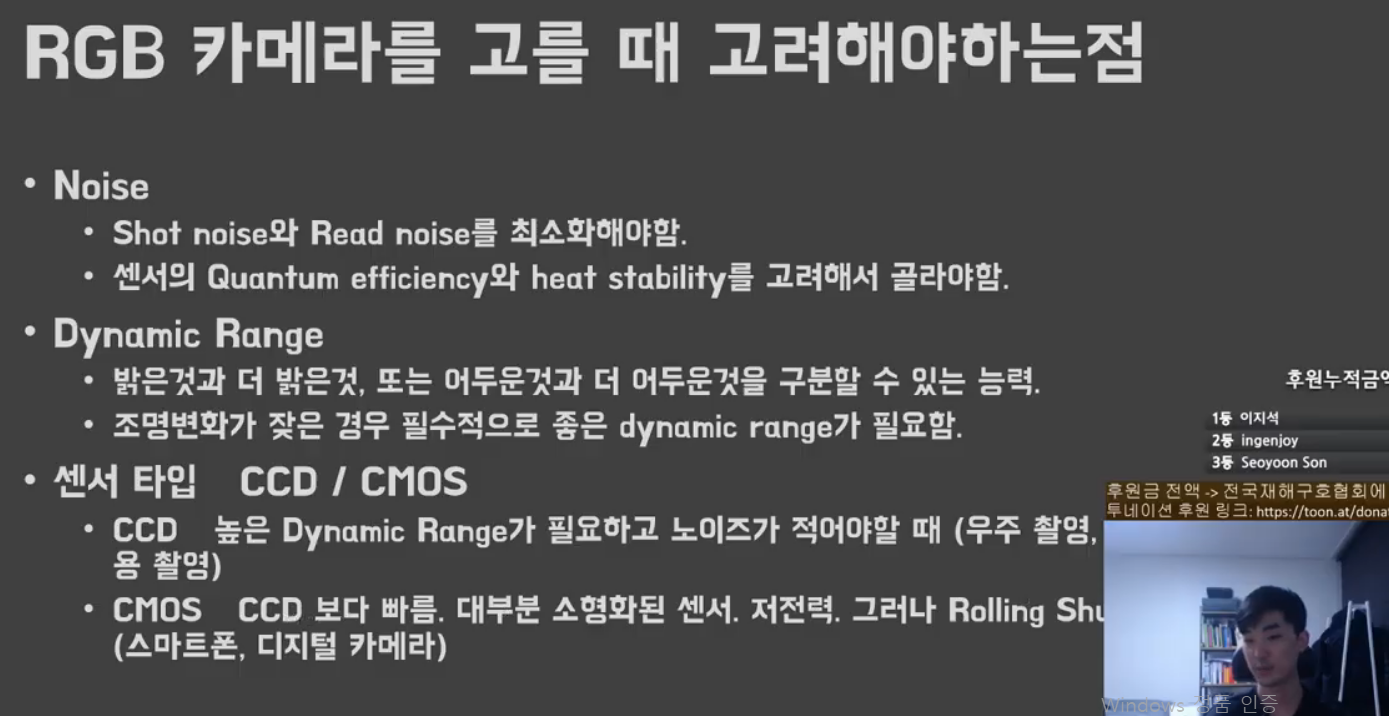 RGB 카메라를 고를 때 고려해야하는점
• Noise
• Shot noise와 Read noise를 최소화해야함.
• 센서의 Quantum efficiency와 heat stability를 고려해서 골라야함.
• Dynamic Range
• 밝은것과 더 밝은것, 또는 어두운것과 더 어두운것을 구분할 수 있는 능력.
• 조명변화가 잦은 경우 필수적으로 좋은 dynamic range가 필요함.
• 센서 타입 CCD / CMOS
• CCD 높은 Dynamic Range가 필요하고 노이즈가 적어야할 때 (우주 촬영,
용 촬영)
• CMOS CCD 보다 빠름. 대부분 소형화된 센서. 저전력. 그러나 Rolling Shu
(스마트폰, 디지털 카메라)
후원누적금액
1등 이지석
2등 ingenjoy
3등 Seoyoon Son
후원금 전액 -> 전국재해구호협회에
투네이션 후원 링크: https://toon.at/donat
Windows 정품 인증